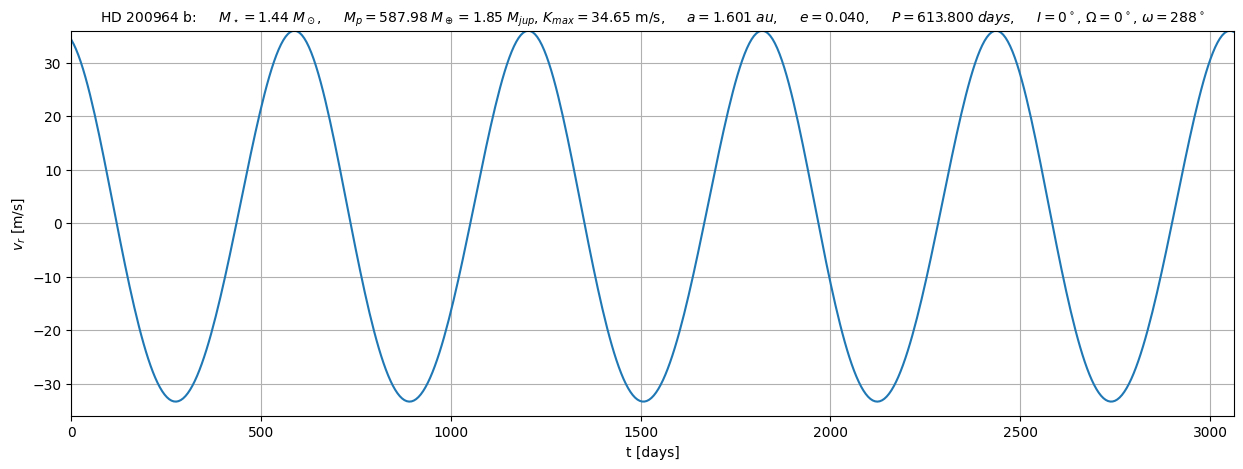 HD 200964 b: M⋆ = 1.44 M⊙, Mp = 587.98 M⊕ = 1.85 Mjup, Kmax = 34.65 m/s, a = 1.601 au, e = 0.040, P = 613.800 days, I = 0°, Ω = 0°, ω = 288°
30
20
10
0
−10
−20
−30
vr [m/s]
0 500 1000 1500 2000 2500 3000
t [days]